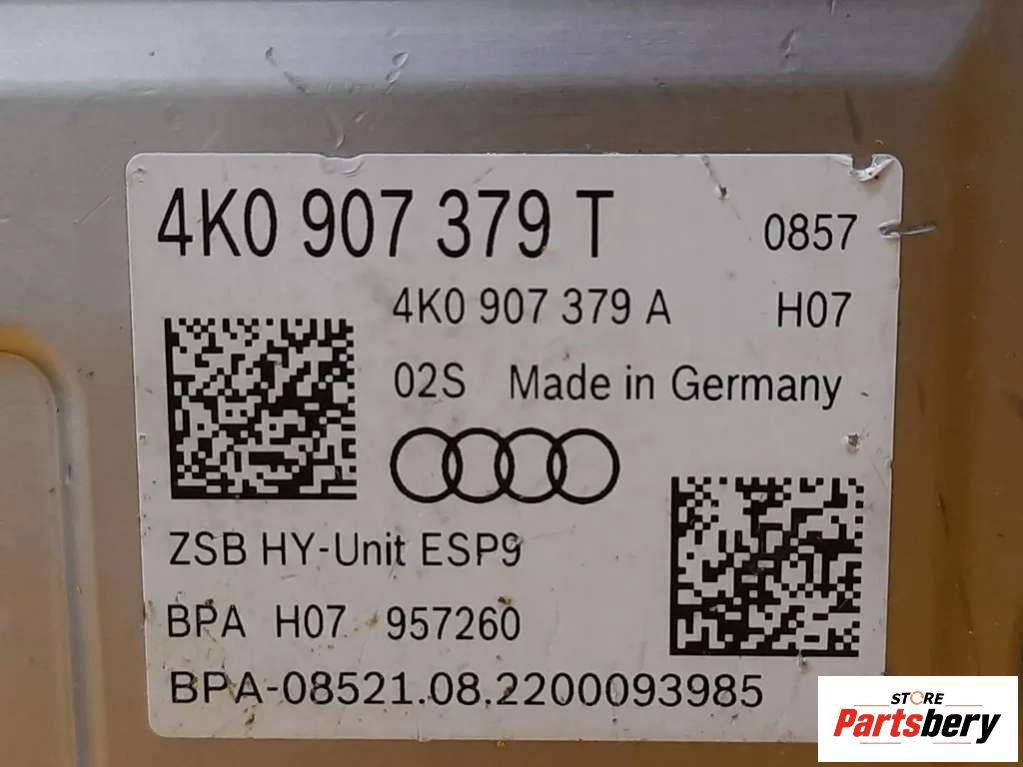 4K0 907 379 T 0857
4K0 907 379 A H07
02S Made in Germany
ZSB HY-Unit ESP9
BPA H07 957260
BPA-08521.08.2200093985
STORE
Partsbery